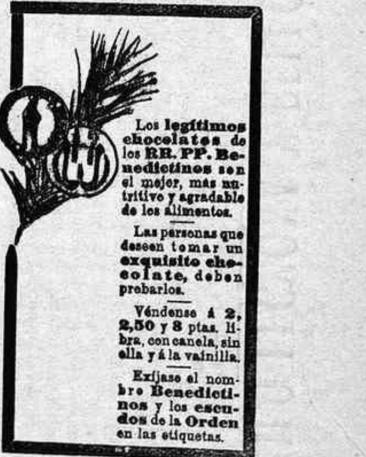 Los legítimos
chocolates de
los RR. PP. Be-
nedictinos son
el mejor, más nu-
tritivo y agradable
de los alimentos.
Las personas que
deseen tomar un
exquisito cho-
colate, deben
probarlos.
Véndense á 2,
2,50 y 3 ptas. li-
bra, con canela, sin
ella y á la vainilla.
Exíjase el nom-
bre Benedicti-
nos y los escu-
dos de la Orden
en las etiquetas.